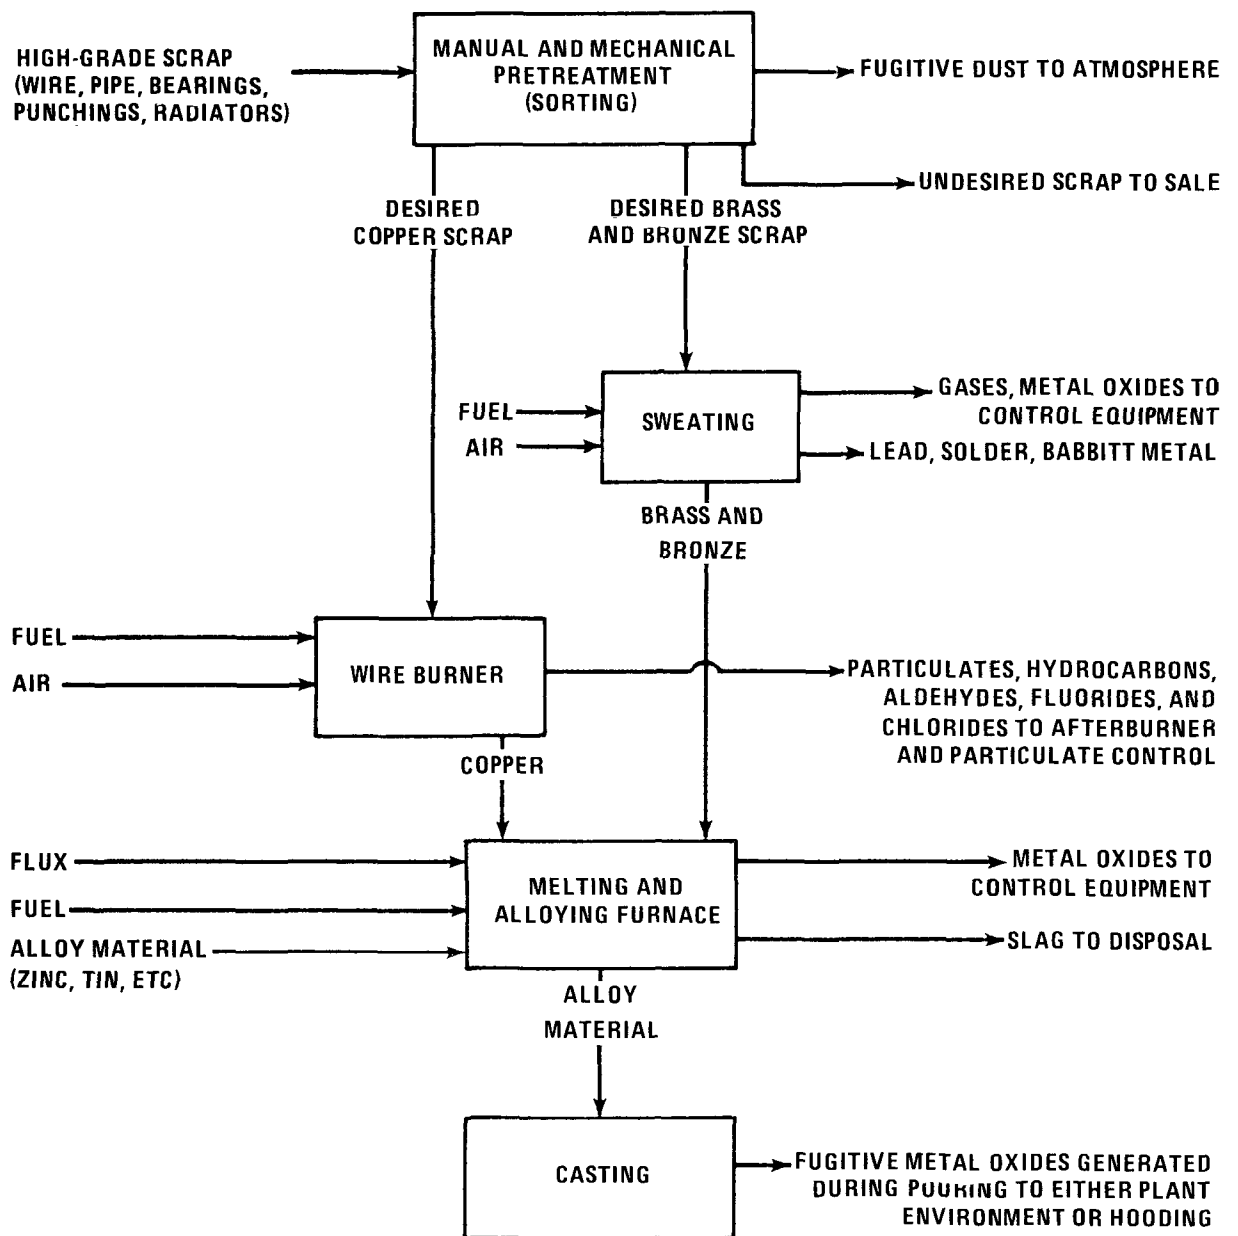 HIGH-GRADE SCRAP
(WIRE, PIPE, BEARINGS,
PUNCHINGS, RADIATORS)
MANUAL AND MECHANICAL
PRETREATMENT
(SORTING)
FUGITIVE DUST TO ATMOSPHERE
UNDESIRED SCRAP TO SALE
DESIRED
COPPER SCRAP
DESIRED BRASS
AND BRONZE SCRAP
FUEL
AIR
SWEATING
GASES, METAL OXIDES TO
CONTROL EQUIPMENT
LEAD, SOLDER, BABBITT METAL
BRASS AND
BRONZE
FUEL
AIR
WIRE BURNER
PARTICULATES, HYDROCARBONS,
ALDEHYDES, FLUORIDES, AND
CHLORIDES TO AFTERBURNER
AND PARTICULATE CONTROL
COPPER
FLUX
FUEL
ALLOY MATERIAL
(ZINC, TIN, ETC)
MELTING AND
ALLOYING FURNACE
METAL OXIDES TO
CONTROL EQUIPMENT
SLAG TO DISPOSAL
ALLOY
MATERIAL
CASTING
FUGITIVE METAL OXIDES GENERATED
DURING POURING TO EITHER PLANT
ENVIRONMENT OR HOODING